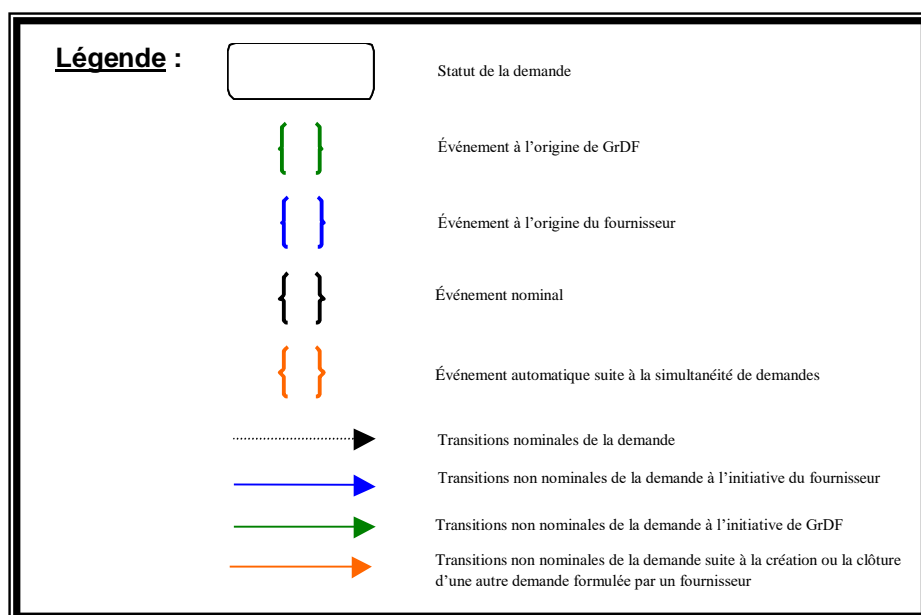 Légende :
Statut de la demande
Événement à l’origine de GrDF
Événement à l’origine du fournisseur
Événement nominal
Événement automatique suite à la simultanéité de demandes
Transitions nominales de la demande
Transitions non nominales de la demande à l’initiative du fournisseur
Transitions non nominales de la demande à l’initiative de GrDF
Transitions non nominales de la demande suite à la création ou la clôture
d’une autre demande formulée par un fournisseur